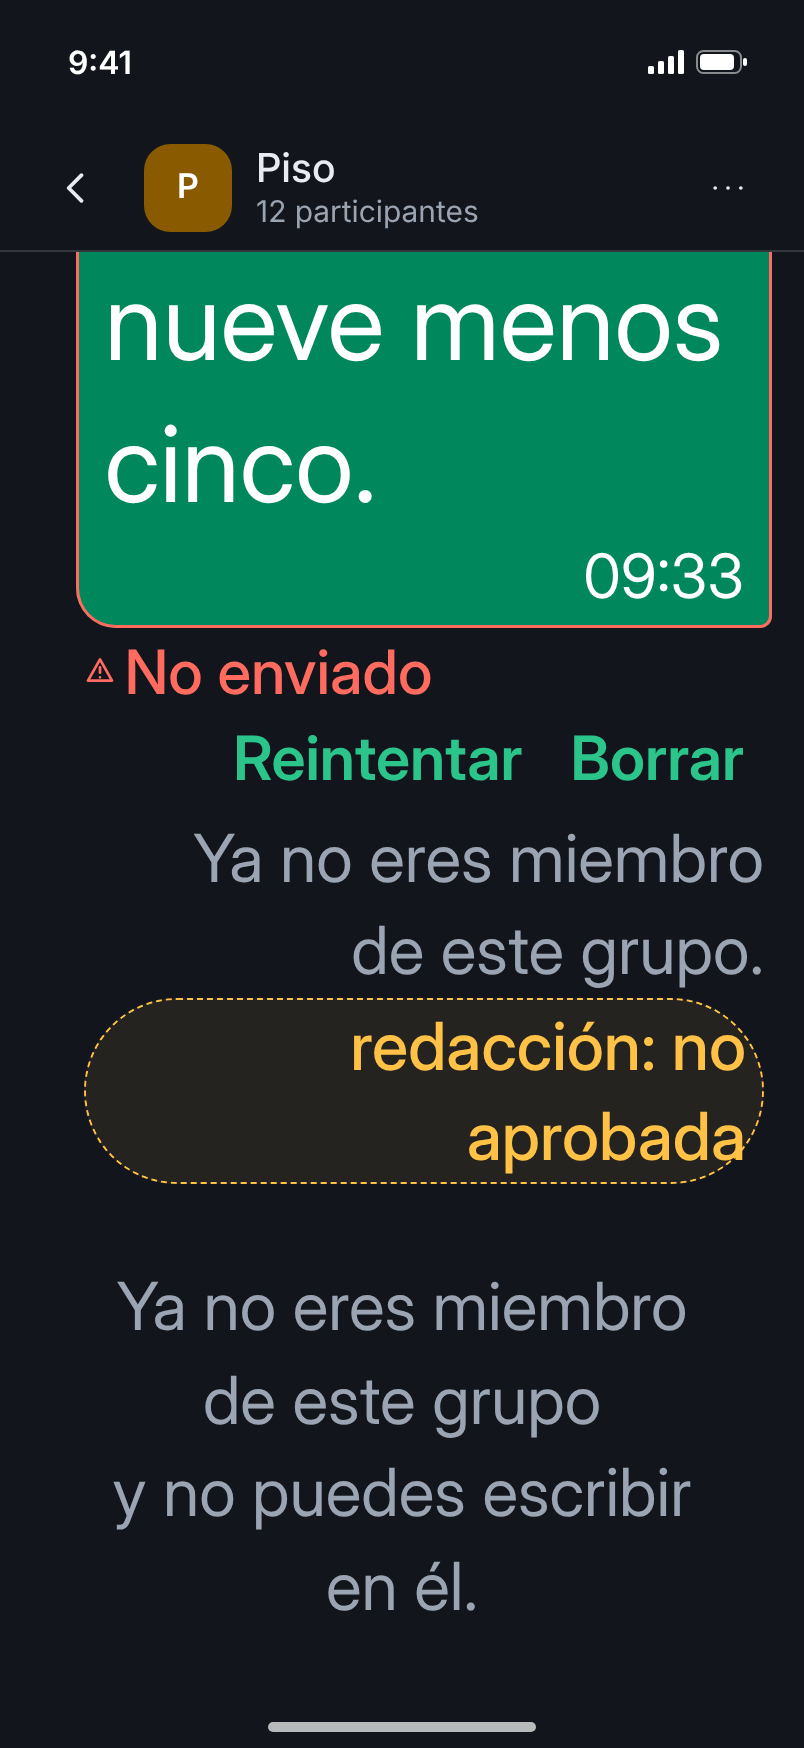 9:41
P
Piso
12 participantes
nueve menos
cinco.
09:33
No enviado
Reintentar Borrar
Ya no eres miembro
de este grupo.
redacción: no
aprobada
Ya no eres miembro
de este grupo
y no puedes escribir
en él.